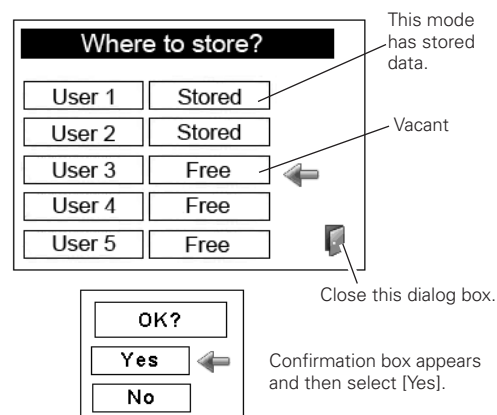 Where to store?
This mode
has stored
data.
User 1 Stored
User 2 Stored
Vacant
User 3 Free
User 4 Free
User 5 Free
Close this dialog box.
OK?
Yes
No
Confirmation box appears
and then select [Yes].